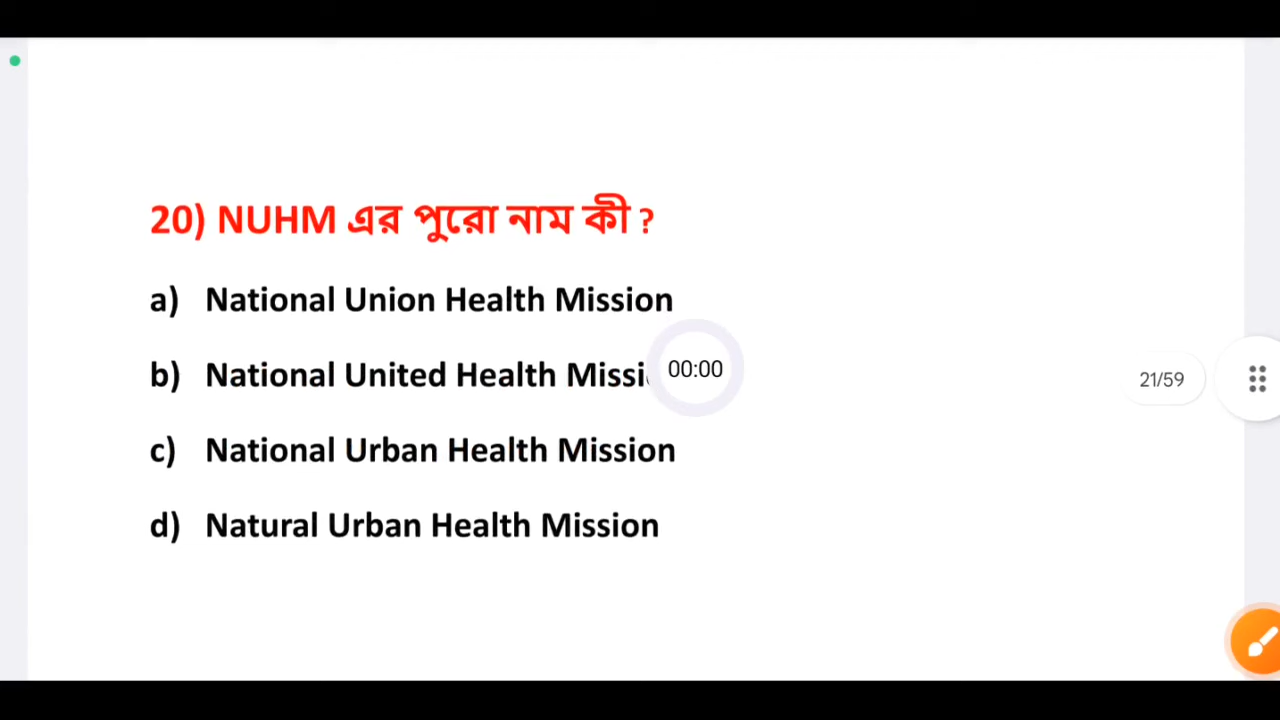 20) NUHM এর পুরো নাম কী ?
a) National Union Health Mission
b) National United Health
00:00
21/59
c) National Urban Health Mission
d) Natural Urban Health Mission